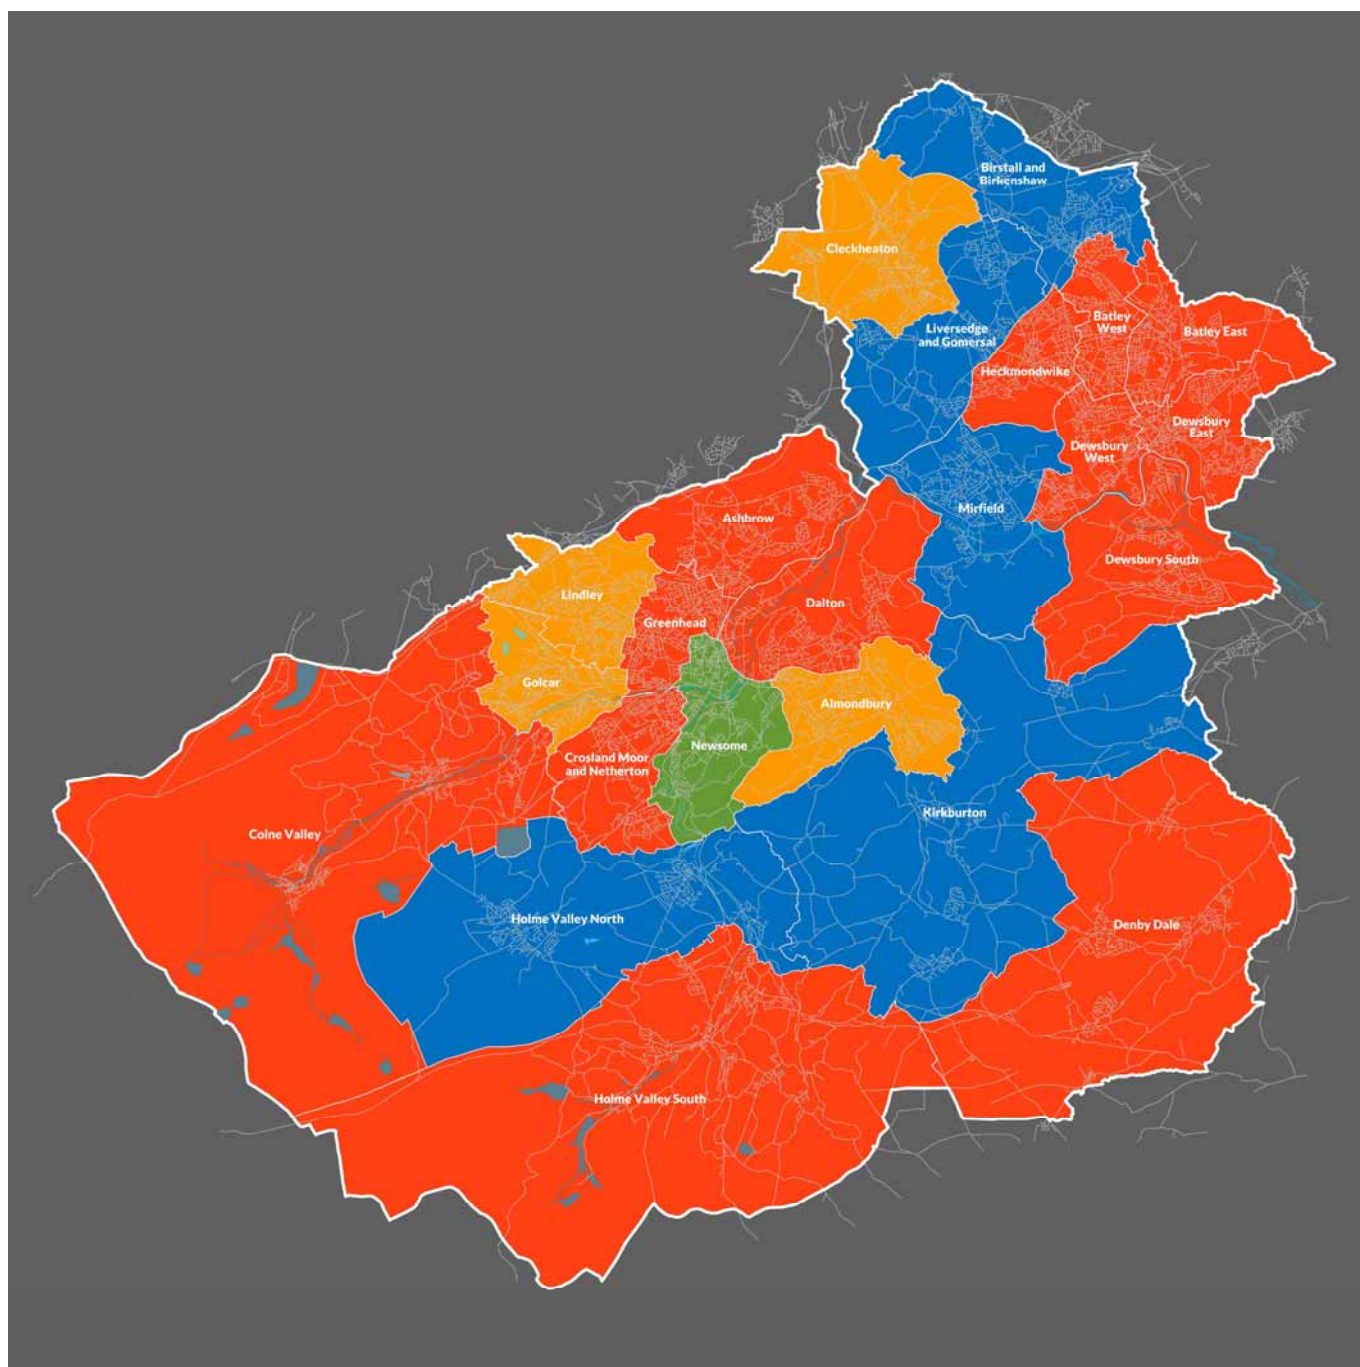 Birstall and
Birkenshaw
Cleckheaton
Liversedge
and Gomersal
Batley
West
Batley East
Heckmondwike
Dewsbury
East
Dewsbury
West
Mirfield
Ashbrow
Dewsbury South
Lindley
Dalton
Greenhead
Golcar
Almondbury
Newsome
Crosland Moor
and Netherton
Kirkburton
Colne Valley
Holme Valley North
Denby Dale
Holme Valley South